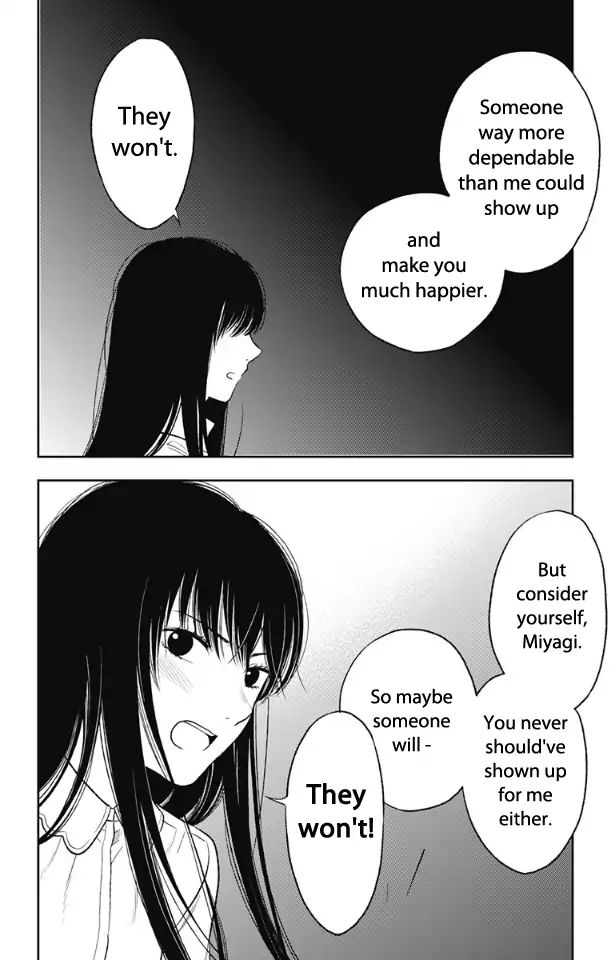 Someone
way more
dependable
than me could
show up
and
make you
much happier.
They
won't.
But
consider
yourself,
Miyagi.
You never
should've
shown up
for me
either.
So maybe
someone
will -
They
won't!